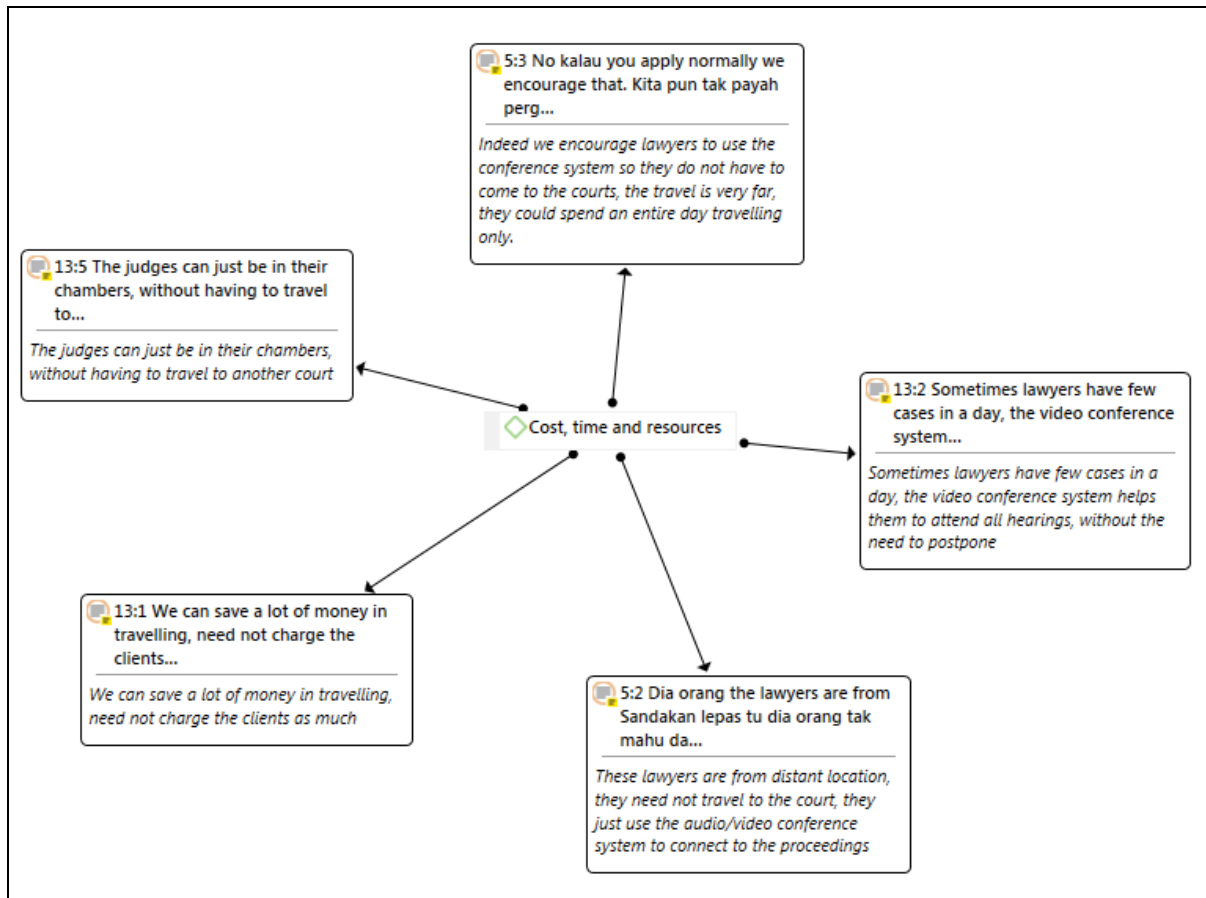 5:3 No kalau you apply normally we
encourage that. Kita pun tak payah
perg...
Indeed we encourage lawyers to use the
conference system so they do not have to
come to the courts, the travel is very far,
they could spend an entire day travelling
only.
13:5 The judges can just be in their
chambers, without having to travel
to...
The judges can just be in their chambers,
without having to travel to another court
13:2 Sometimes lawyers have few
cases in a day, the video conference
system...
Sometimes lawyers have few cases in a
day, the video conference system helps
them to attend all hearings, without the
need to postpone
Cost, time and resources
13:1 We can save a lot of money in
travelling, need not charge the
clients...
We can save a lot of money in travelling,
need not charge the clients as much
5:2 Dia orang the lawyers are from
Sandakan lepas tu dia orang tak
mahu da...
These lawyers are from distant location,
they need not travel to the court, they
just use the audio/video conference
system to connect to the proceedings